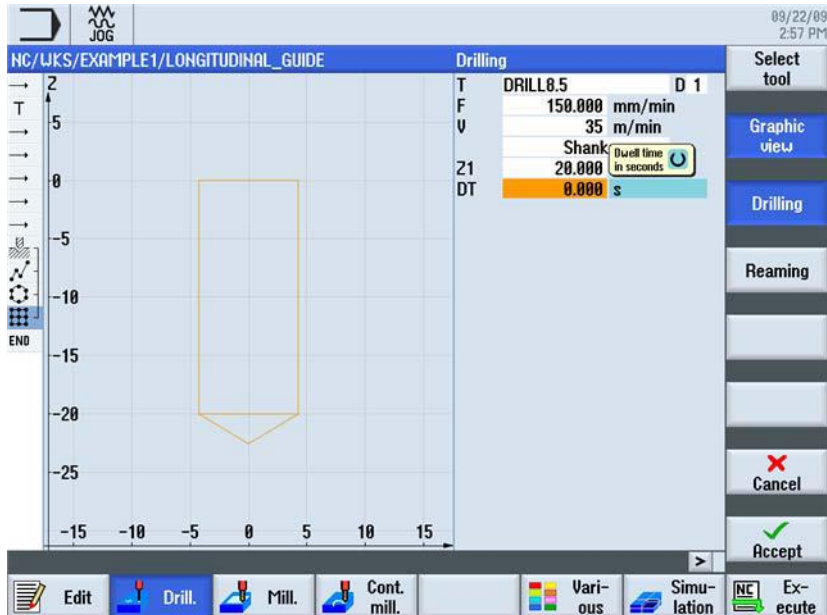 JOG
09/22/09
2:57 PM
NC/WKS/EXAMPLE1/LONGITUDINAL_GUIDE
Drilling
Select
tool
Z
T DRILL8.5 D 1
F 150.000 mm/min
V 35 m/min
Shank
Dwell time
in seconds
Z1 20.000
DT 0.000 s
T
END
5
0
-5
-10
-15
-20
-25
-15 -10 -5 0 5 10 15
Graphic
view
Drilling
Reaming
Cancel
Accept
>
Edit
Drill.
Mill.
Cont.
mill.
Vari-
ous
Simu-
lation
NC
Ex-
ecute